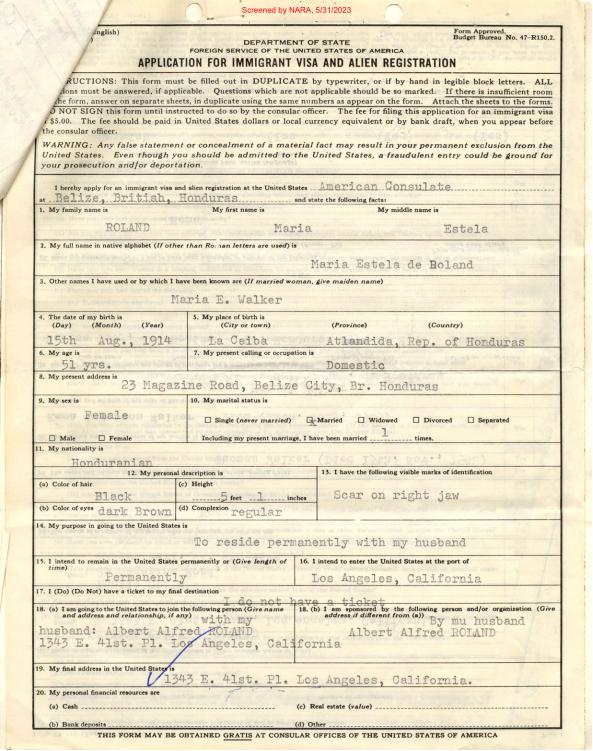 Screened by NARA, 5/31/2023
English)
Form Approved,
Budget Bureau No. 47-R150.2.
DEPARTMENT OF STATE
FOREIGN SERVICE OF THE UNITED STATES OF AMERICA
APPLICATION FOR IMMIGRANT VISA AND ALIEN REGISTRATION
RUCTIONS: This form must be filled out in DUPLICATE by typewriter, or if by hand in legible block letters. ALL
ions must be answered, if applicable. Questions which are not applicable should be so marked. If there is insufficient room
the form, answer on separate sheets, in duplicate using the same numbers as appear on the form. Attach the sheets to the forms.
DO NOT SIGN this form until instructed to do so by the consular officer. The fee for filing this application for an immigrant visa
$5.00. The fee should be paid in United States dollars or local currency equivalent or by bank draft, when you appear before
the consular officer.
WARNING: Any false statement or concealment of a material fact may result in your permanent exclusion from the
United States. Even though you should be admitted to the United States, a fraudulent entry could be ground for
your prosecution and/or deportation.
I hereby apply for an immigrant visa and alien registration at the United States American Consulate
at Belize, British, Honduras and state the following facts:
1. My family name is My first name is My middle name is
ROLAND Maria Estela
2. My full name in native alphabet (If other than Roman letters are used) is
Maria Estela de Roland
3. Other names I have used or by which I have been known are (If married woman, give maiden name)
Maria E. Walker
4. The date of my birth is 5. My place of birth is
(Day) (Month) (Year) (City or town) (Province) (Country)
15th Aug., 1914 La Ceiba Atlandida, Rep. of Honduras
6. My age is 7. My present calling or occupation is
51 yrs. Domestic
8. My present address is
23 Magazine Road, Belize City, Br. Honduras
9. My sex is 10. My marital status is
Female
Single (never married) Married Widowed Divorced Separated
Male Female Including my present marriage, I have been married 1 times.
11. My nationality is
Honduranian
12. My personal description is 13. I have the following visible marks of identification
(a) Color of hair (c) Height
Black 5 feet 1 inches Scar on right jaw
(b) Color of eyes dark Brown (d) Complexion regular
14. My purpose in going to the United States is
To reside permanently with my husband
15. I intend to remain in the United States permanently or (Give length of time) 16. I intend to enter the United States at the port of
Permanently Los Angeles, California
17. I (Do) (Do Not) have a ticket to my final destination
I do not have a ticket
18. (a) I am going to the United States to join the following person (Give name and address and relationship, if any) 18. (b) I am sponsored by the following person and/or organization (Give address if different from (a))
with my By mu husband
husband: Albert Alfred ROLAND Albert Alfred ROLAND
1343 E. 41st. Pl. Los Angeles, California
19. My final address in the United States is
1343 E. 41st. Pl. Los Angeles, California.
20. My personal financial resources are
(a) Cash (c) Real estate (value)
(b) Bank deposits (d) Other
THIS FORM MAY BE OBTAINED GRATIS AT CONSULAR OFFICES OF THE UNITED STATES OF AMERICA